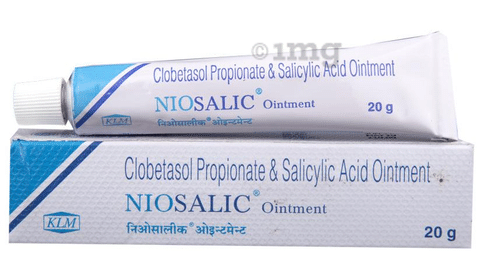 ©1mg
Clobetasol Propionate & Salicylic Acid Ointment
NIOSALIC® Ointment 20 g
KLM निओसालीक ओइन्टमेन्ट
Clobetasol Propionate & Salicylic Acid Ointment
NIOSALIC® Ointment
KLM निओसालीक® ओइन्टमेन्ट 20 g